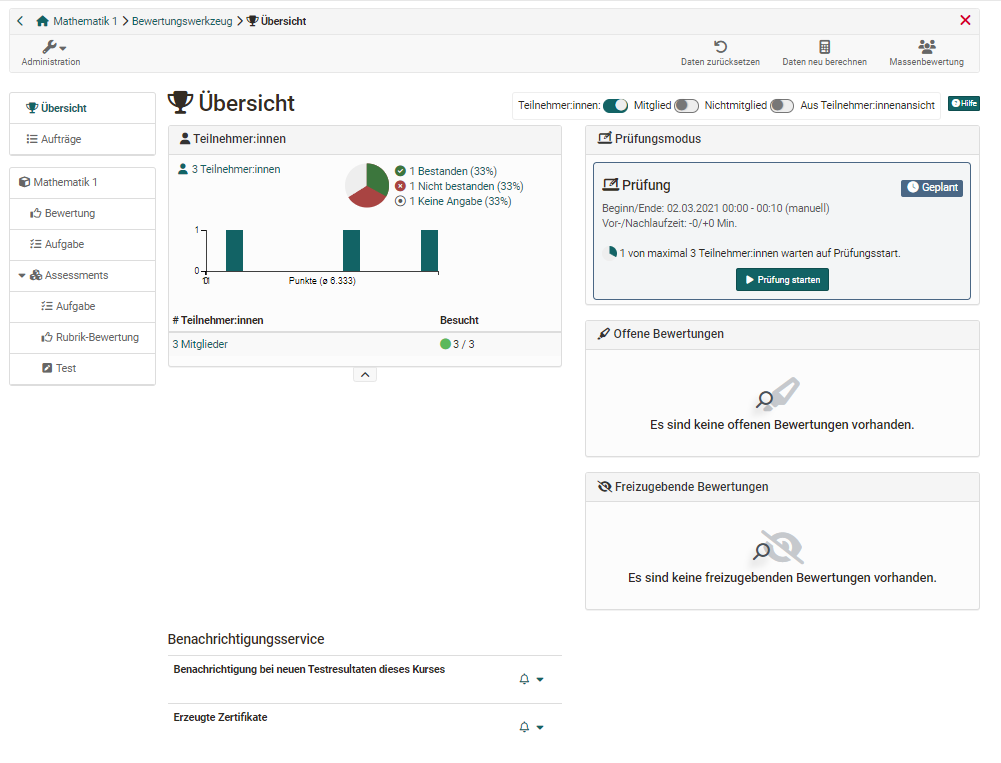 Mathematik 1 Bewertungswerkzeug Übersicht
Administration
Daten zurücksetzen Daten neu berechnen Massenbewertung
Übersicht
Aufträge
Mathematik 1
Bewertung
Aufgabe
Assessments
Aufgabe
Rubrik-Bewertung
Test
Übersicht
Teilnehmer:innen: Mitglied Nichtmitglied Aus Teilnehmer:innenansicht
Hilfe
Teilnehmer:innen
3 Teilnehmer:innen
1 Bestanden (33%)
1 Nicht bestanden (33%)
1 Keine Angabe (33%)
1
0
Punkte (ø 6.333)
# Teilnehmer:innen Besucht
3 Mitglieder 3 / 3
Prüfungsmodus
Prüfung Geplant
Beginn/Ende: 02.03.2021 00:00 - 00:10 (manuell)
Vor-/Nachlaufzeit: -0/+0 Min.
1 von maximal 3 Teilnehmer:innen warten auf Prüfungsstart.
Prüfung starten
Offene Bewertungen
Es sind keine offenen Bewertungen vorhanden.
Freizugebende Bewertungen
Es sind keine freizugebenden Bewertungen vorhanden.
Benachrichtigungsservice
Benachrichtigung bei neuen Testresultaten dieses Kurses
Erzeugte Zertifikate